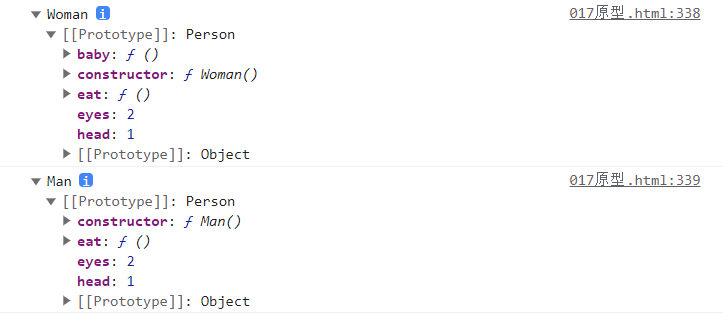 Woman i 017原型.html:338
[[Prototype]]: Person
baby: ƒ ()
constructor: ƒ Woman()
eat: ƒ ()
eyes: 2
head: 1
[[Prototype]]: Object
Man i 017原型.html:339
[[Prototype]]: Person
constructor: ƒ Man()
eat: ƒ ()
eyes: 2
head: 1
[[Prototype]]: Object